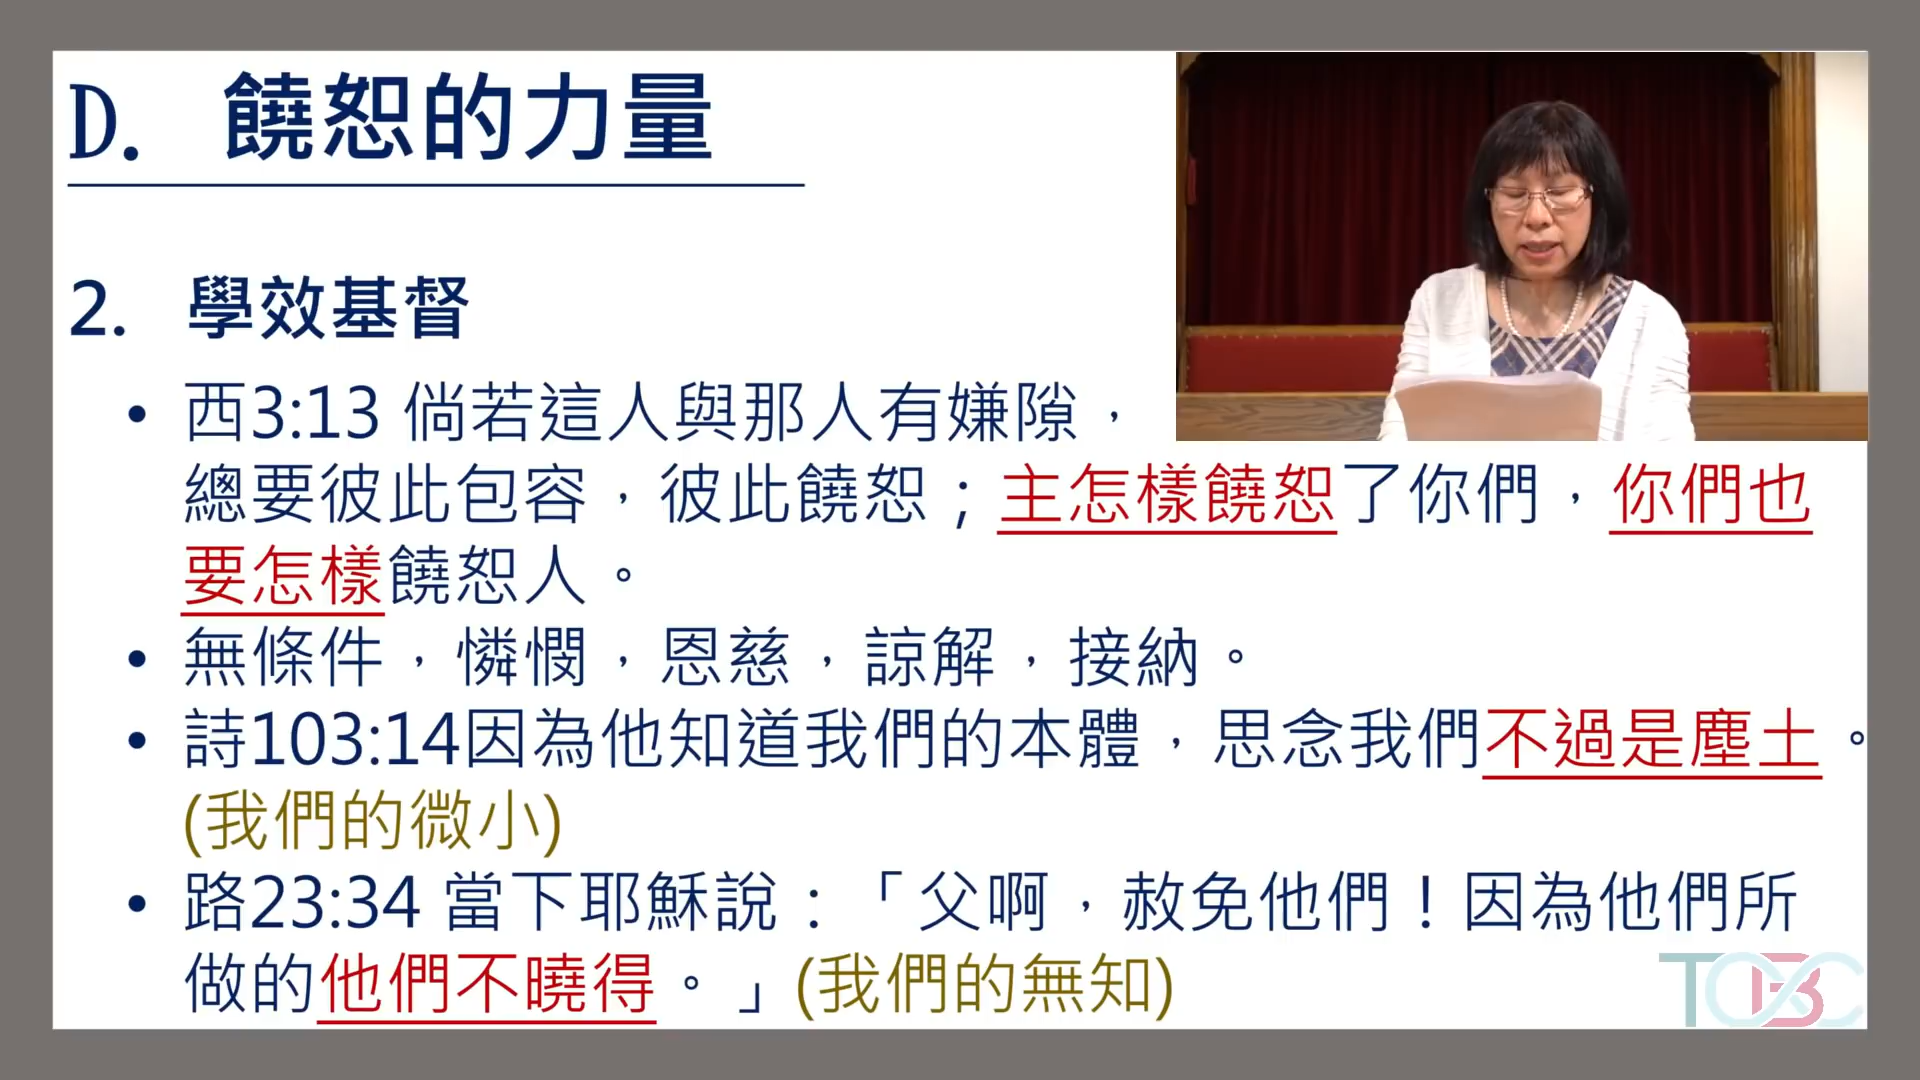 D. 饒恕的力量
2. 學效基督
• 西3:13 倘若這人與那人有嫌隙，
總要彼此包容，彼此饒恕；主怎樣饒恕了你們，你們也
要怎樣饒恕人。
• 無條件，憐憫，恩慈，諒解，接納。
• 詩103:14因為他知道我們的本體，思念我們不過是塵土。
(我們的微小)
• 路23:34 當下耶穌說：「父啊，赦免他們！因為他們所
做的他們不曉得。」(我們的無知)
TOCBC